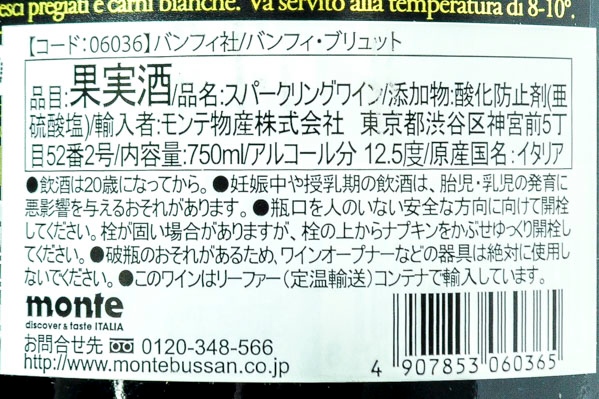 esci pregiati e carni bianche. Va servito alla temperatura di 8-10°.
【コード:06036】バンフィ社/バンフィ・ブリュット
品目:果実酒/品名:スパークリングワイン/添加物:酸化防止剤(亜
硫酸塩)/輸入者:モンテ物産株式会社 東京都渋谷区神宮前5丁
目52番2号/内容量:750ml/アルコール分 12.5度/原産国名:イタリア
●飲酒は20歳になってから。●妊娠中や授乳期の飲酒は、胎児・乳児の発育に
悪影響を与えるおそれがあります。●瓶口を人のいない安全な方向に向けて開栓
してください。栓が固い場合がありますが、栓の上からナプキンをかぶせゆっくり開栓し
てください。●破瓶のおそれがあるため、ワインオープナーなどの器具は絶対に使用し
ないでください。●このワインはリーファー(定温輸送)コンテナで輸入しています。
monte
discover & taste ITALIA
お問合せ先 0120-348-566
http://www.montebussan.co.jp
4 907853 060365